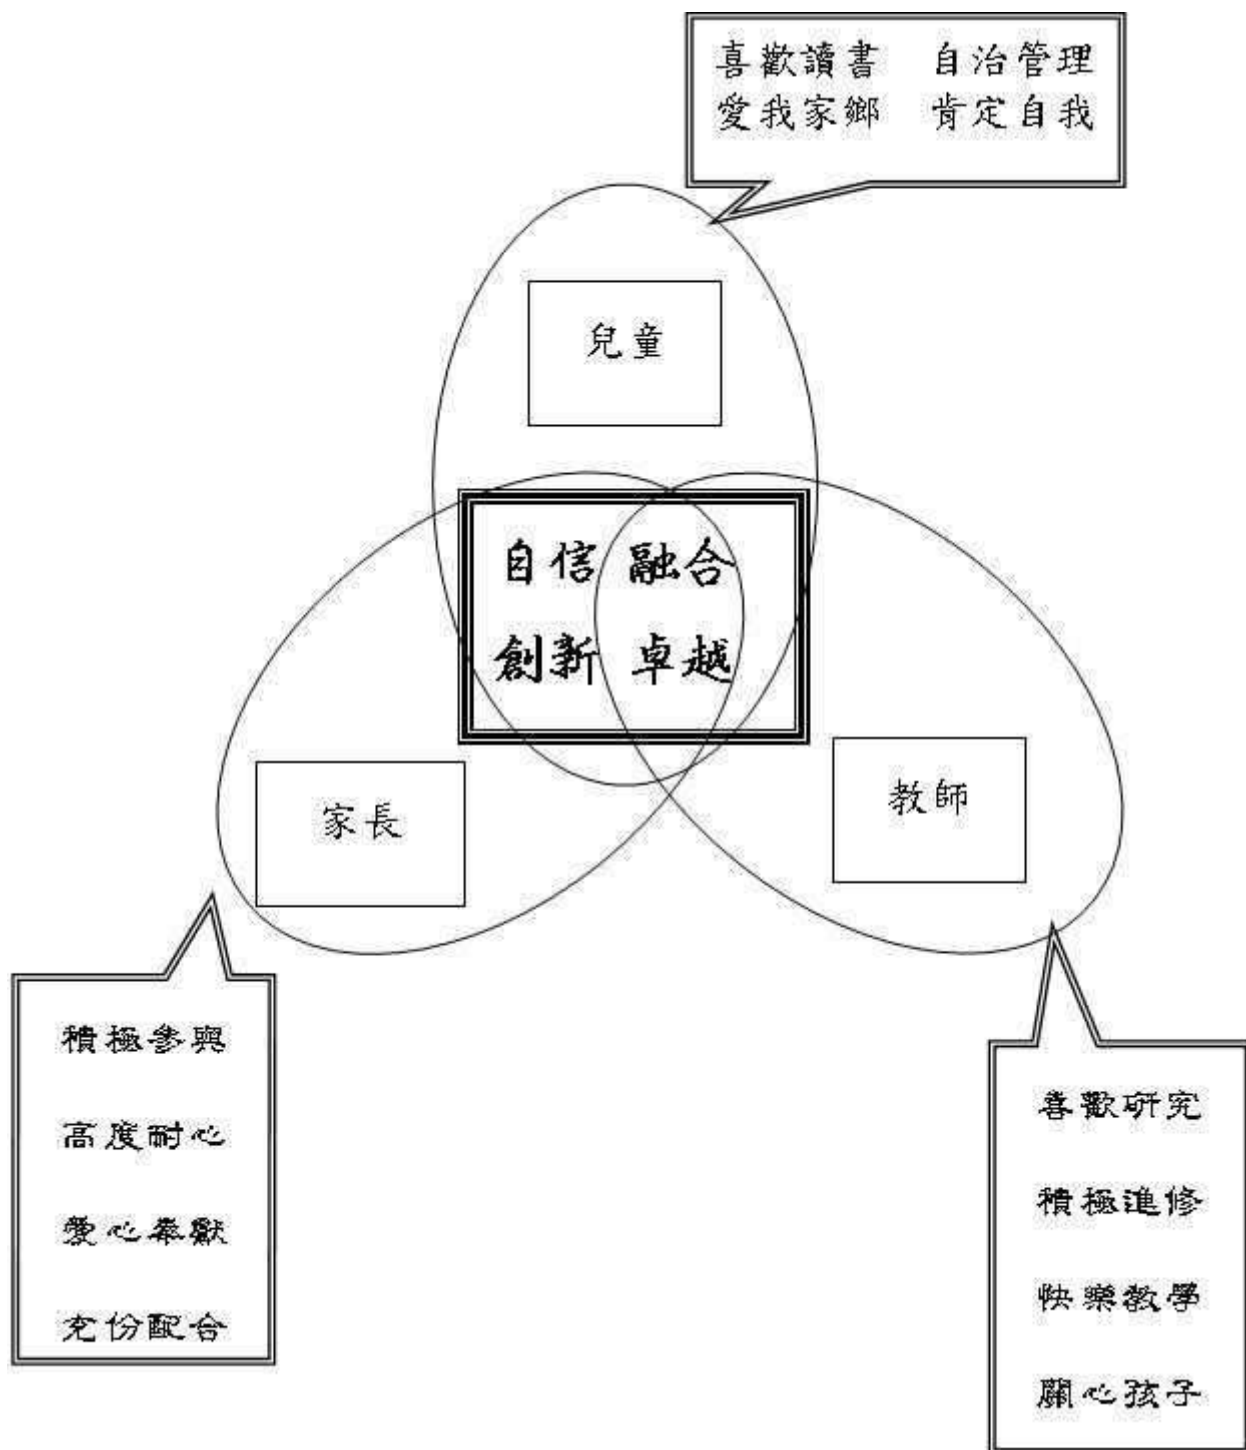 喜歡讀書 自治管理
愛我家鄉 肯定自我
兒童
自信 融合
創新 卓越
家長
教師
積極參與
高度耐心
愛心奉獻
充份配合
喜歡研究
積極進修
快樂教學
關心孩子